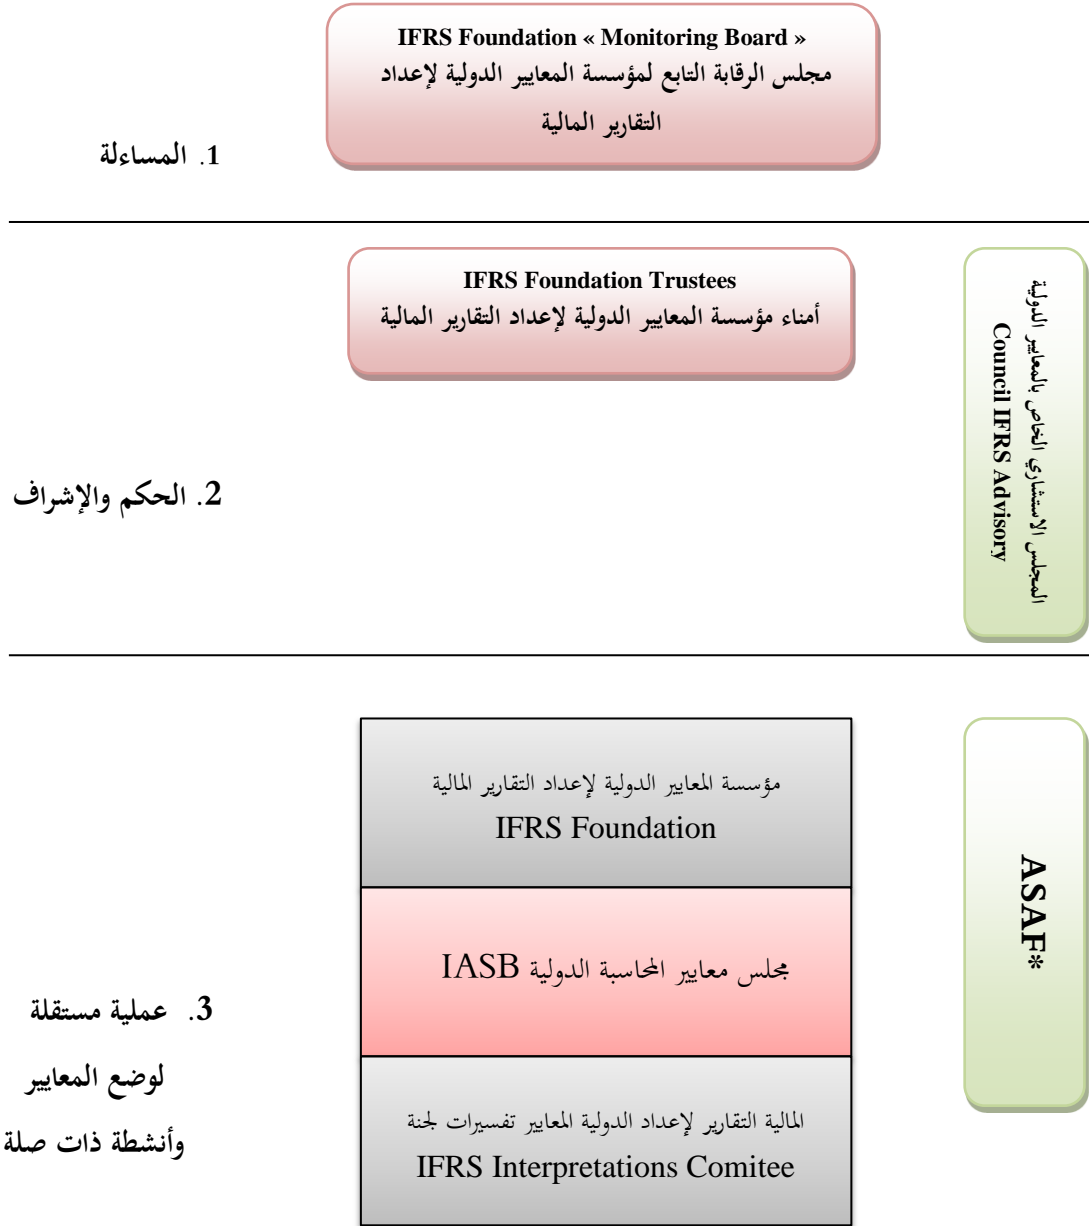 IFRS Foundation « Monitoring Board »
مجلس الرقابة التابع لمؤسسة المعايير الدولية لإعداد
التقارير المالية
1. المساءلة
IFRS Foundation Trustees
أمناء مؤسسة المعايير الدولية لإعداد التقارير المالية
المجلس الاستشاري الخاص بالمعايير الدولية
Council IFRS Advisory
2. الحكم والإشراف
مؤسسة المعايير الدولية لإعداد التقارير المالية
IFRS Foundation
ASAF*
مجلس معايير المحاسبة الدولية IASB
3. عملية مستقلة
لوضع المعايير
وأنشطة ذات صلة
المالية التقارير لإعداد الدولية المعايير تفسيرات لجنة
IFRS Interpretations Comitee